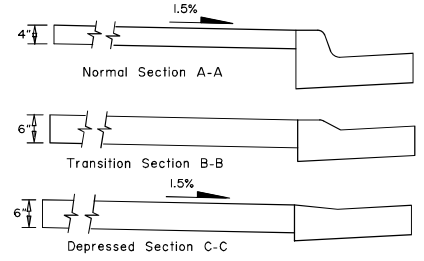 1.5%
4"
Normal Section A-A
6"
Transition Section B-B
1.5%
6"
Depressed Section C-C